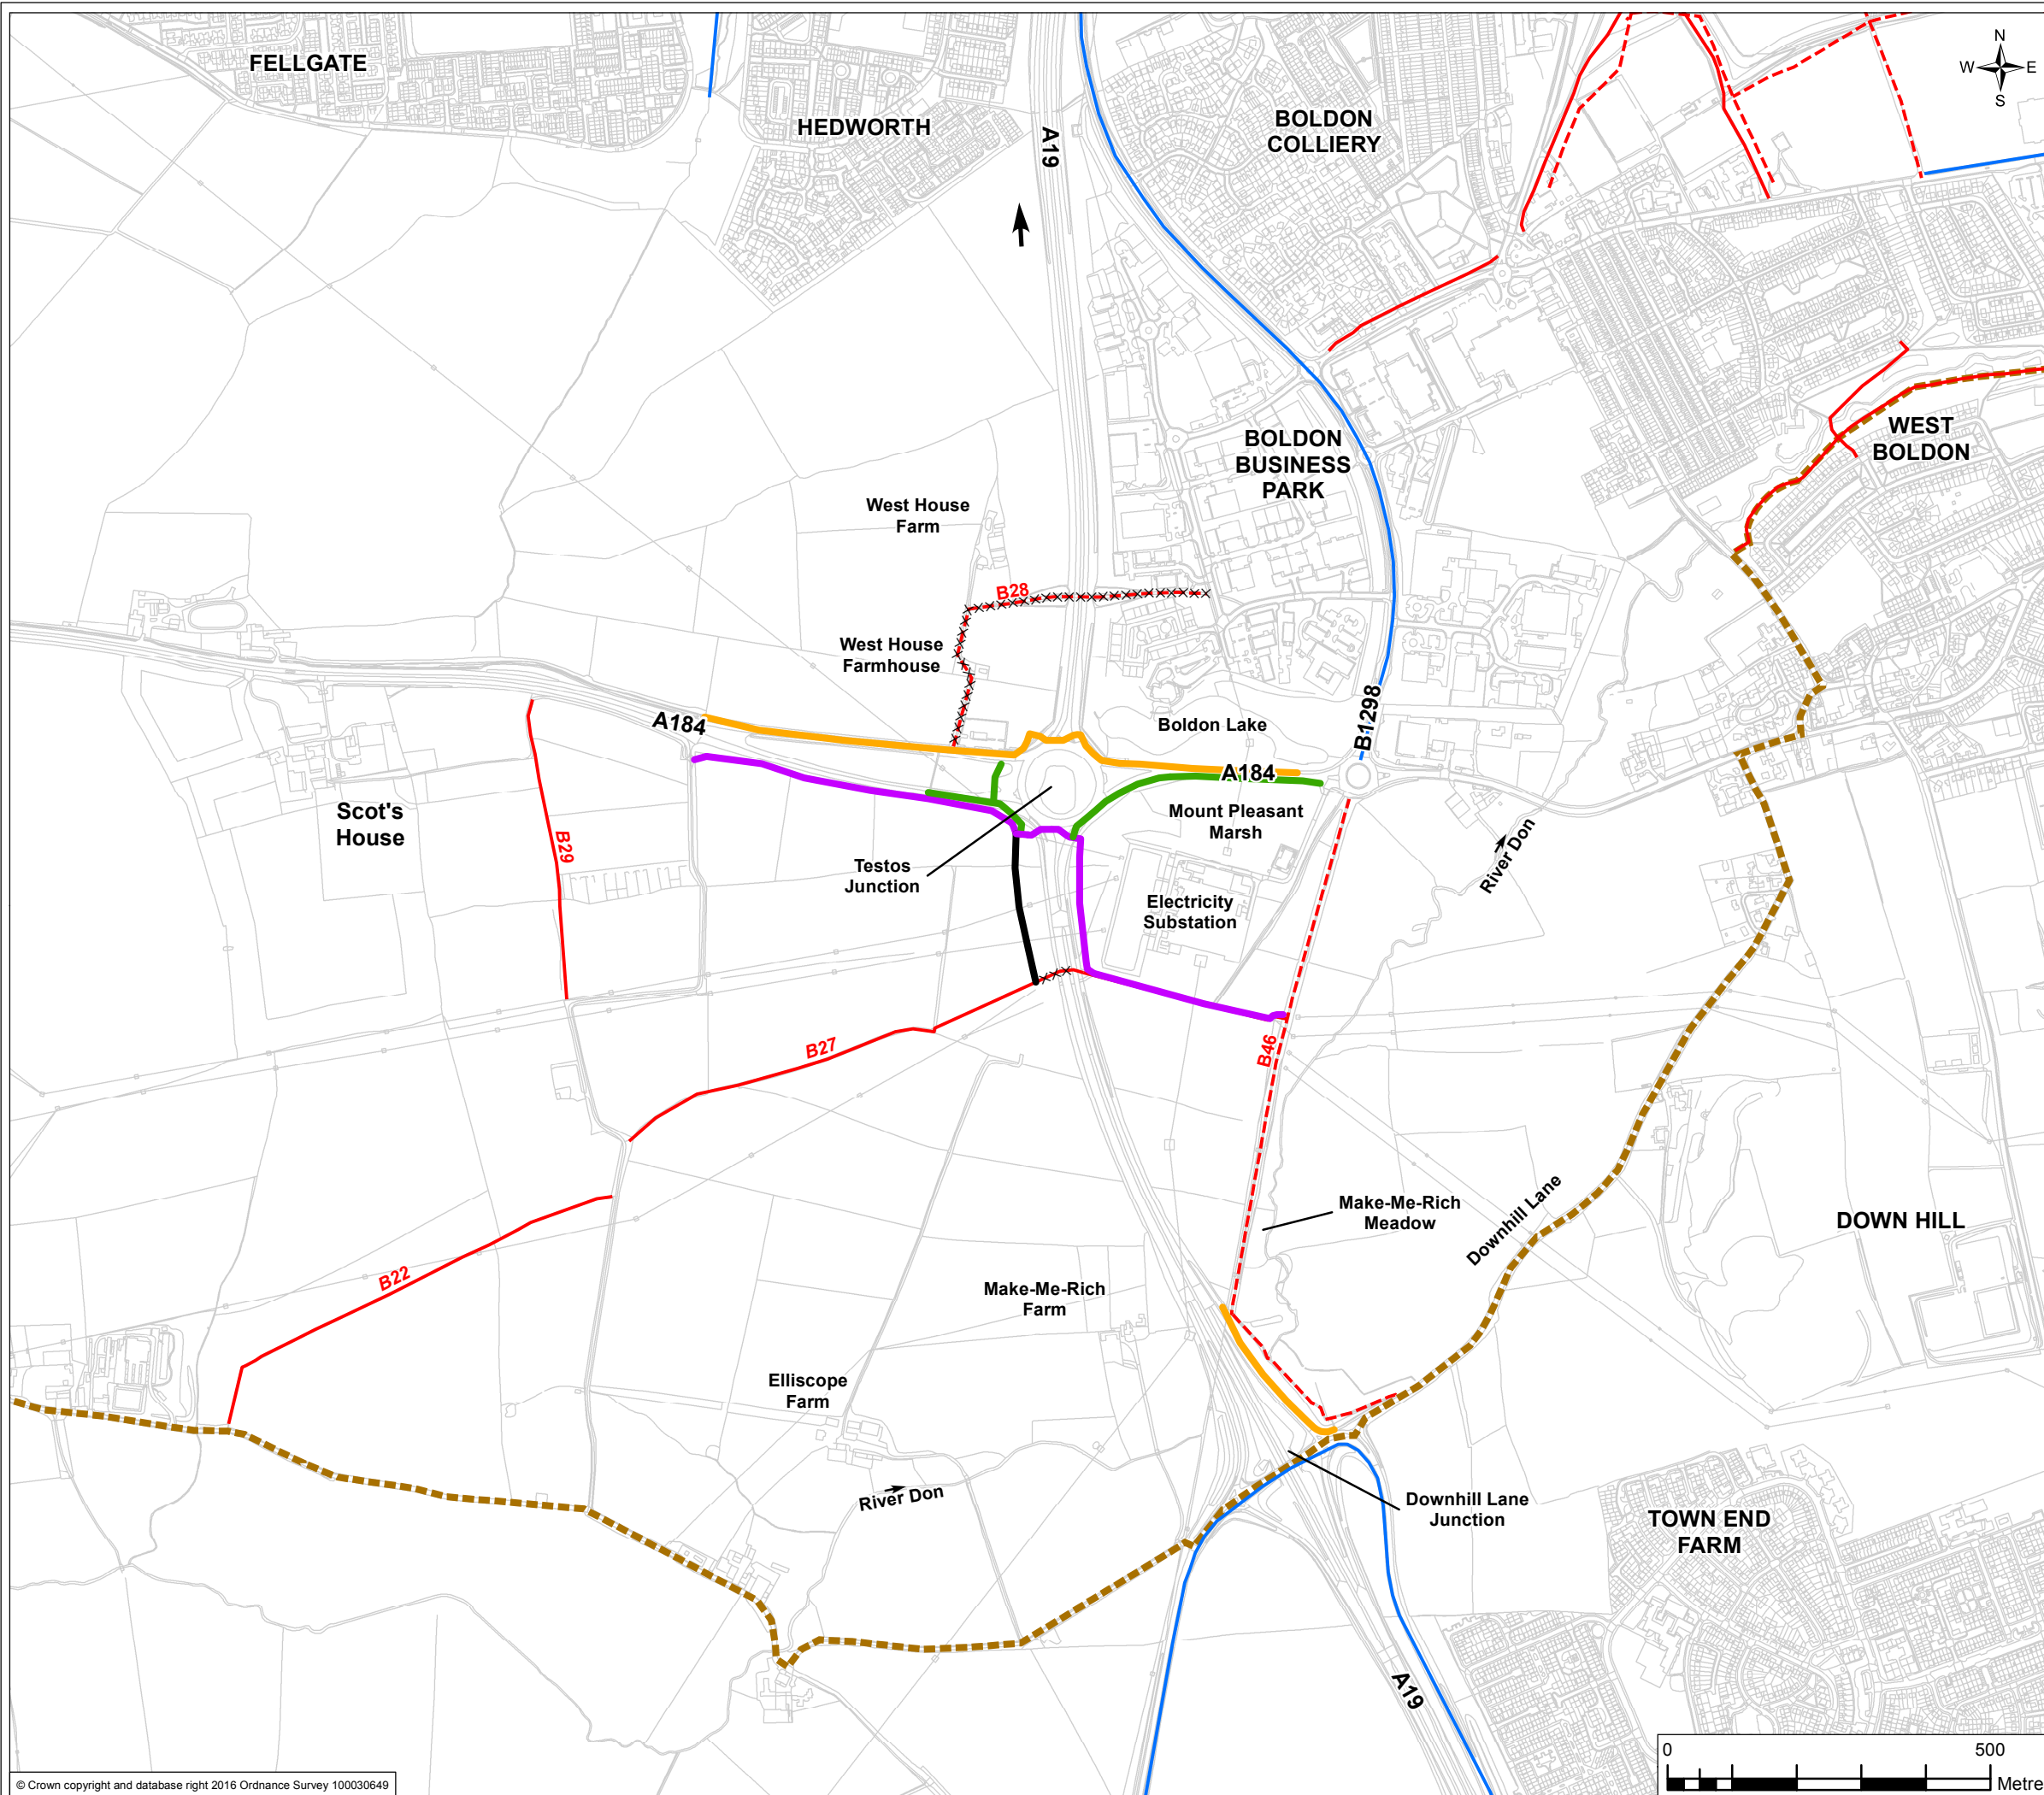 FELLGATE
HEDWORTH
A19
BOLDON
COLLIERY
N
W
E
S
WEST
BOLDON
BOLDON
BUSINESS
PARK
West House
Farm
B28
West House
Farmhouse
A184
Boldon Lake
B1298
A184
Scot's
House
Mount Pleasant
Marsh
B29
Testos
Junction
River Don
Electricity
Substation
B27
B46
Make-Me-Rich
Meadow
Downhill Lane
DOWN HILL
B22
Make-Me-Rich
Farm
Elliscope
Farm
River Don
Downhill Lane
Junction
TOWN END
FARM
A19
0
500
Metre
© Crown copyright and database right 2016 Ordnance Survey 100030649